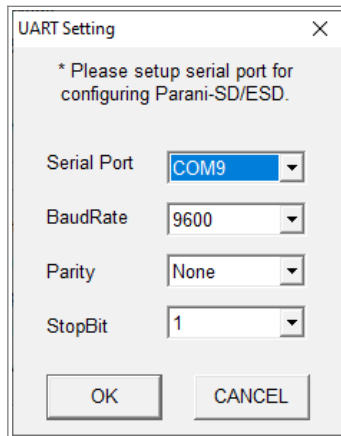 UART Setting
* Please setup serial port for
configuring Parani-SD/ESD.
Serial Port COM9
BaudRate 9600
Parity None
StopBit 1
OK CANCEL